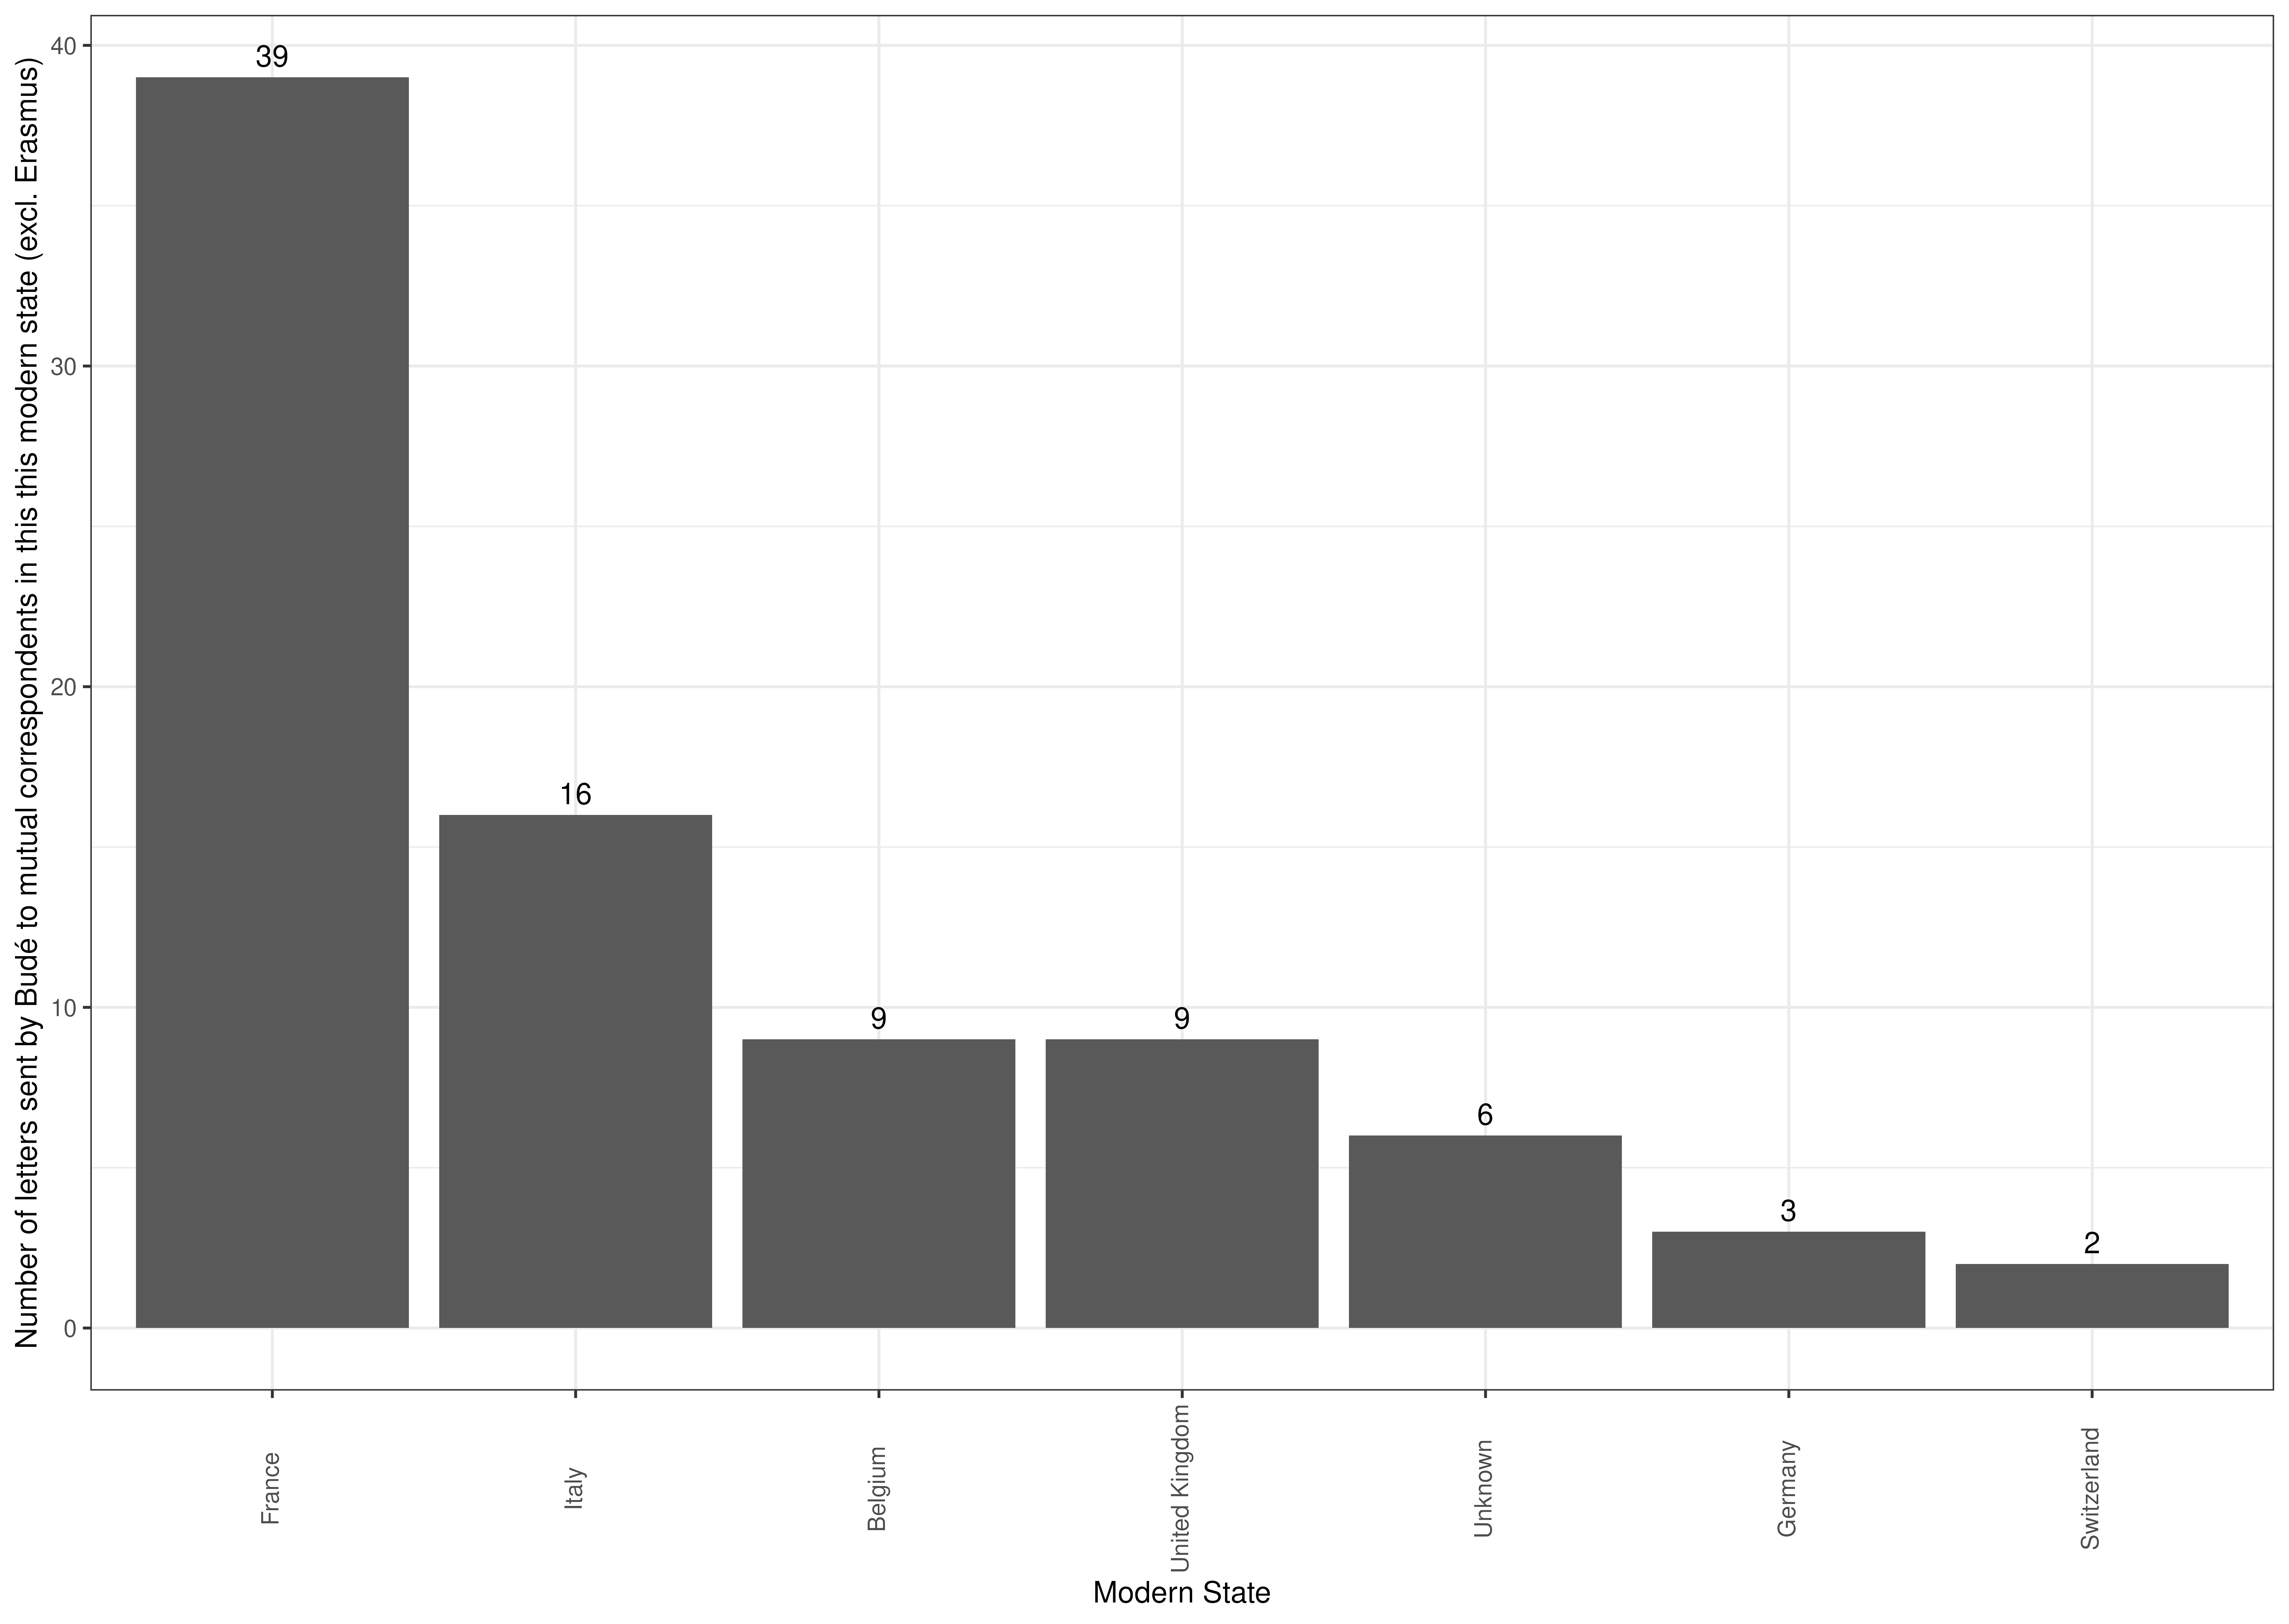 Number of letters sent by Budé to mutual correspondents in this this modern state (excl. Erasmus)
40
30
20
10
0
39
16
9
9
6
3
2
France
Italy
Belgium
United Kingdom
Unknown
Germany
Switzerland
Modern State